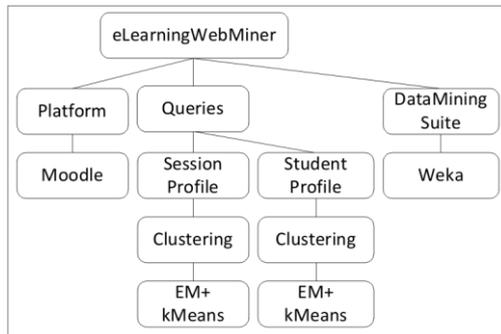 eLearningWebMiner
Platform
Queries
DataMining
Suite
Moodle
Session
Profile
Student
Profile
Weka
Clustering
Clustering
EM+
kMeans
EM+
kMeans